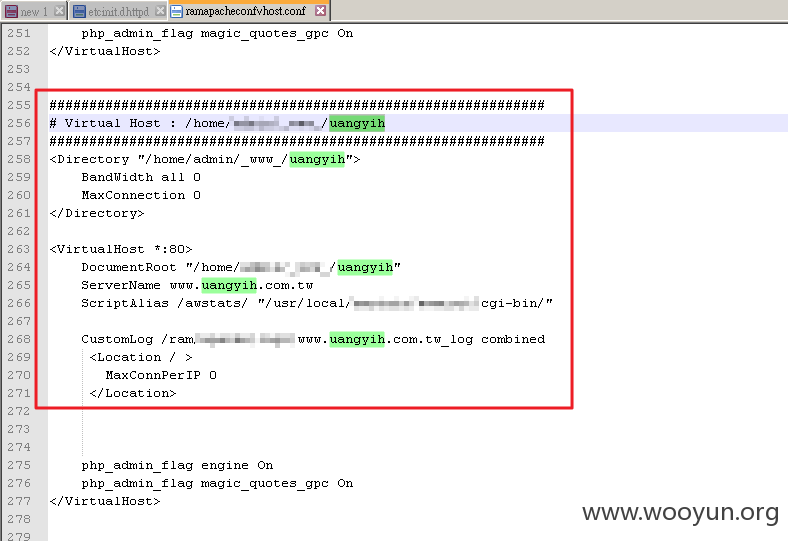 new 1 etcinit.dhttpd ramapacheconfvhost.conf
251 php_admin_flag magic_quotes_gpc On
252 </VirtualHost>
253
254
255 ##############################################################
256 # Virtual Host : /home/ /uangyih
257 ##############################################################
258 <Directory "/home/admin/_www_/uangyih">
259 BandWidth all 0
260 MaxConnection 0
261 </Directory>
262
263 <VirtualHost *:80>
264 DocumentRoot "/home/ /uangyih"
265 ServerName www.uangyih.com.tw
266 ScriptAlias /awstats/ "/usr/local/ cgi-bin/"
267
268 CustomLog /ram/ www.uangyih.com.tw_log combined
269 <Location / >
270 MaxConnPerIP 0
271 </Location>
272
273
274
275 php_admin_flag engine On
276 php_admin_flag magic_quotes_gpc On
277 </VirtualHost>
278
279
www.wooyun.org